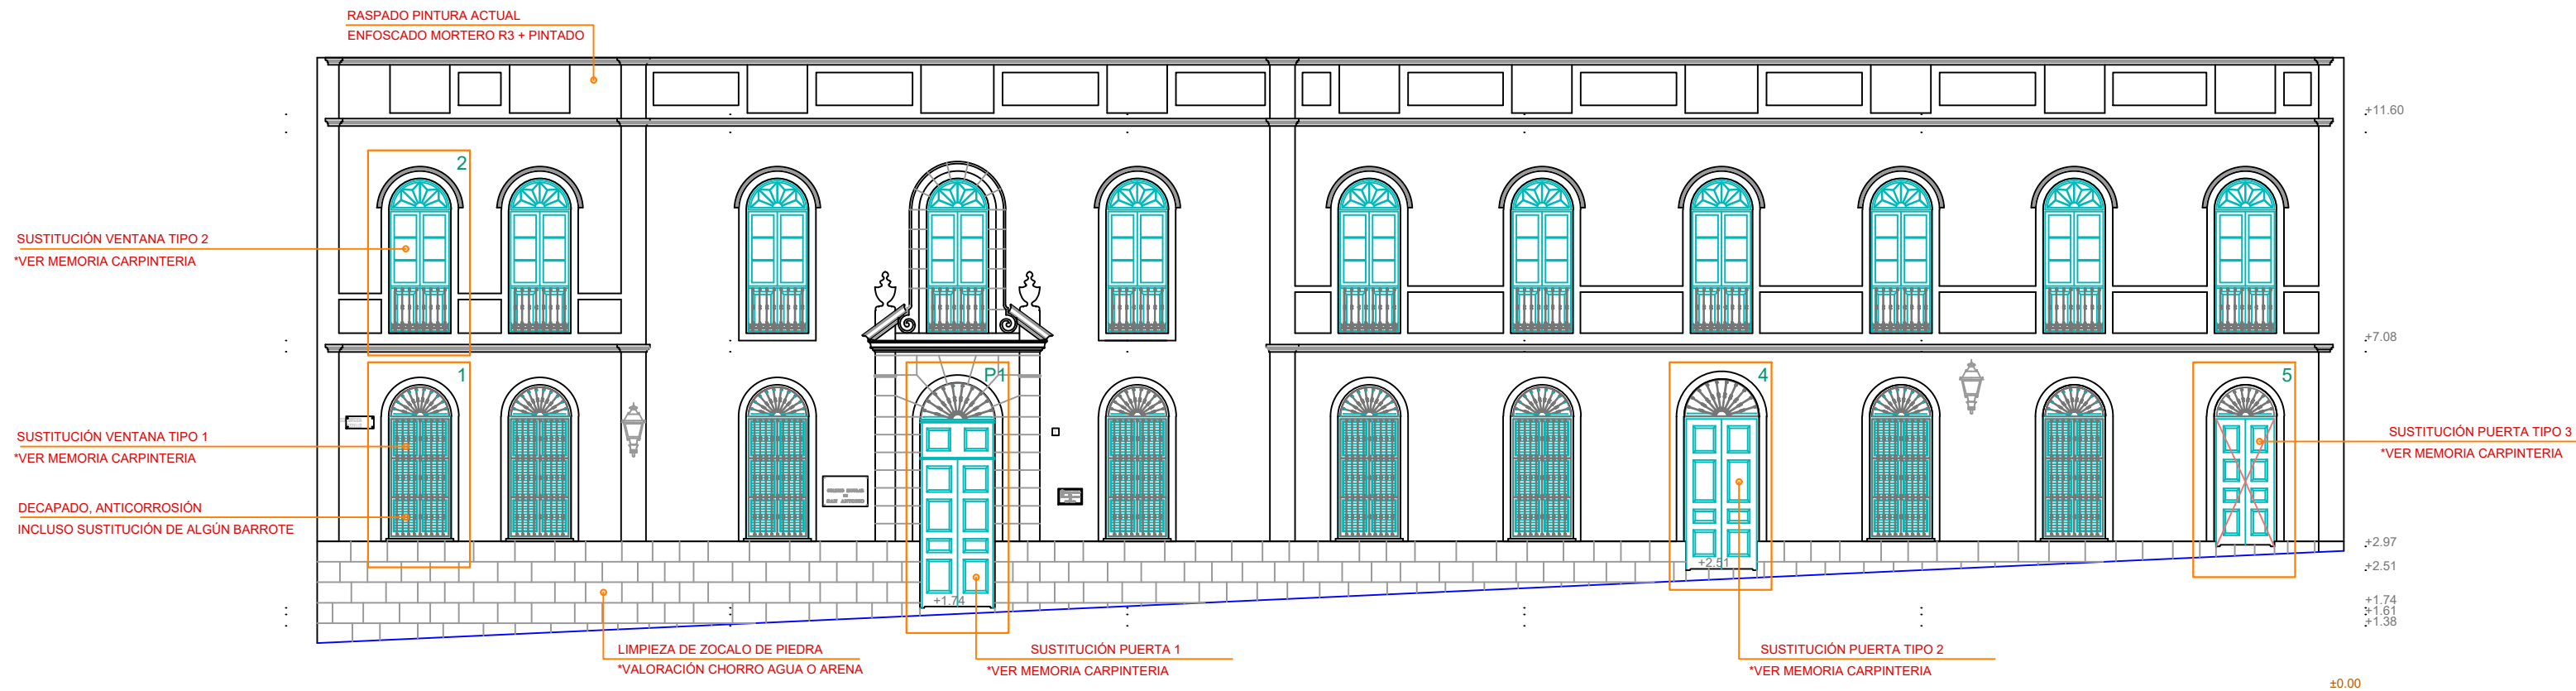 RASPADO PINTURA ACTUAL
ENFOSCADO MORTERO R3 + PINTADO
+11.60
2
SUSTITUCIÓN VENTANA TIPO 2
*VER MEMORIA CARPINTERIA
+7.08
1
P1
4
5
SUSTITUCIÓN VENTANA TIPO 1
*VER MEMORIA CARPINTERIA
SUSTITUCIÓN PUERTA TIPO 3
*VER MEMORIA CARPINTERIA
DECAPADO, ANTICORROSIÓN
INCLUSO SUSTITUCIÓN DE ALGÚN BARROTE
+2.97
+2.51
+2.51
+1.74
+1.74
+1.61
+1.38
LIMPIEZA DE ZOCALO DE PIEDRA
*VALORACIÓN CHORRO AGUA O ARENA
SUSTITUCIÓN PUERTA 1
*VER MEMORIA CARPINTERIA
SUSTITUCIÓN PUERTA TIPO 2
*VER MEMORIA CARPINTERIA
±0.00